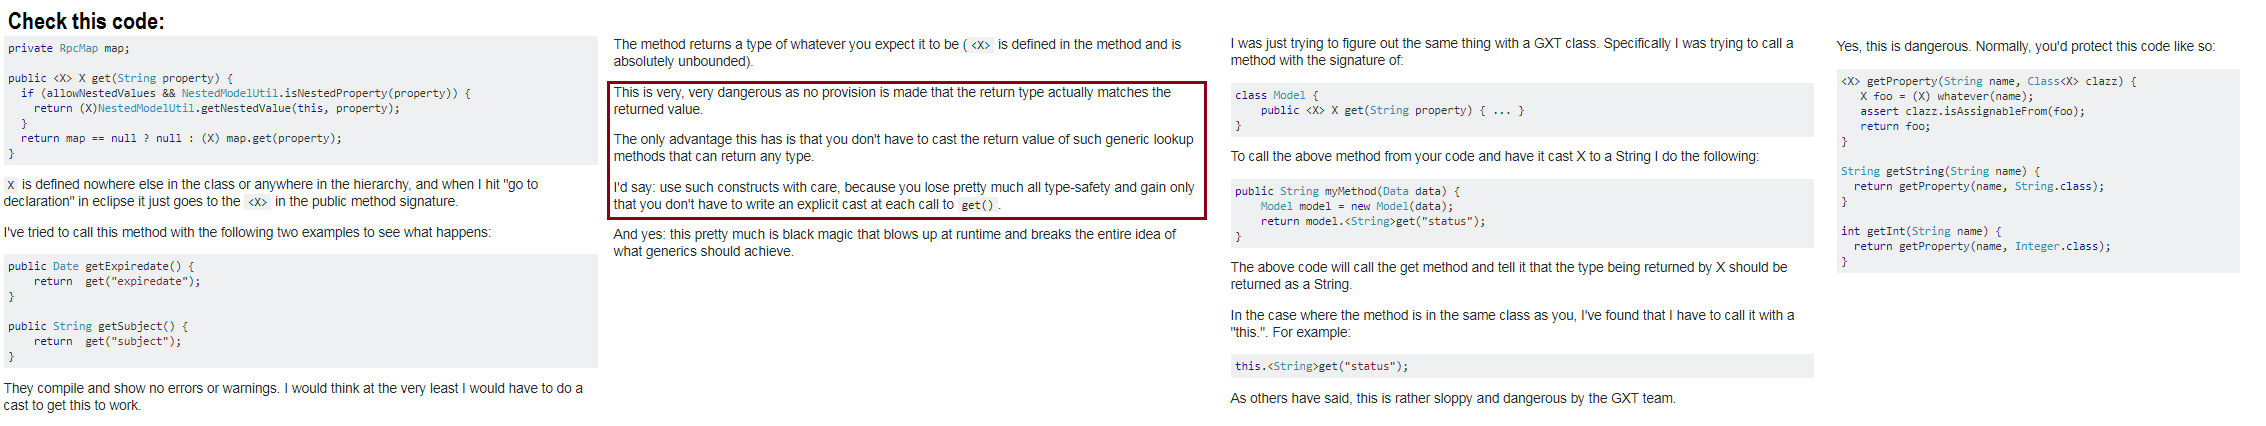 Check this code:
private RpcMap map;
public <X> X get(String property) {
if (allowNestedValues && NestedModelUtil.isNestedProperty(property)) {
return (X)NestedModelUtil.getNestedValue(this, property);
}
return map == null ? null : (X) map.get(property);
}
X is defined nowhere else in the class or anywhere in the hierarchy, and when I hit "go to
declaration" in eclipse it just goes to the <X> in the public method signature.
I've tried to call this method with the following two examples to see what happens:
public Date getExpiredate() {
return get("expiredate");
}
public String getSubject() {
return get("subject");
}
They compile and show no errors or warnings. I would think at the very least I would have to do a
cast to get this to work.
The method returns a type of whatever you expect it to be ( <X> is defined in the method and is
absolutely unbounded).
This is very, very dangerous as no provision is made that the return type actually matches the
returned value.
The only advantage this has is that you don't have to cast the return value of such generic lookup
methods that can return any type.
I'd say: use such constructs with care, because you lose pretty much all type-safety and gain only
that you don't have to write an explicit cast at each call to get() .
And yes: this pretty much is black magic that blows up at runtime and breaks the entire idea of
what generics should achieve.
I was just trying to figure out the same thing with a GXT class. Specifically I was trying to call a
method with the signature of:
class Model {
public <X> X get(String property) { ... }
}
To call the above method from your code and have it cast X to a String I do the following:
public String myMethod(Data data) {
Model model = new Model(data);
return model.<String>get("status");
}
The above code will call the get method and tell it that the type being returned by X should be
returned as a String.
In the case where the method is in the same class as you, I've found that I have to call it with a
"this.". For example:
this.<String>get("status");
As others have said, this is rather sloppy and dangerous by the GXT team.
Yes, this is dangerous. Normally, you'd protect this code like so:
<X> getProperty(String name, Class<X> clazz) {
X foo = (X) whatever(name);
assert clazz.isAssignableFrom(foo);
return foo;
}
String getString(String name) {
return getProperty(name, String.class);
}
int getInt(String name) {
return getProperty(name, Integer.class);
}